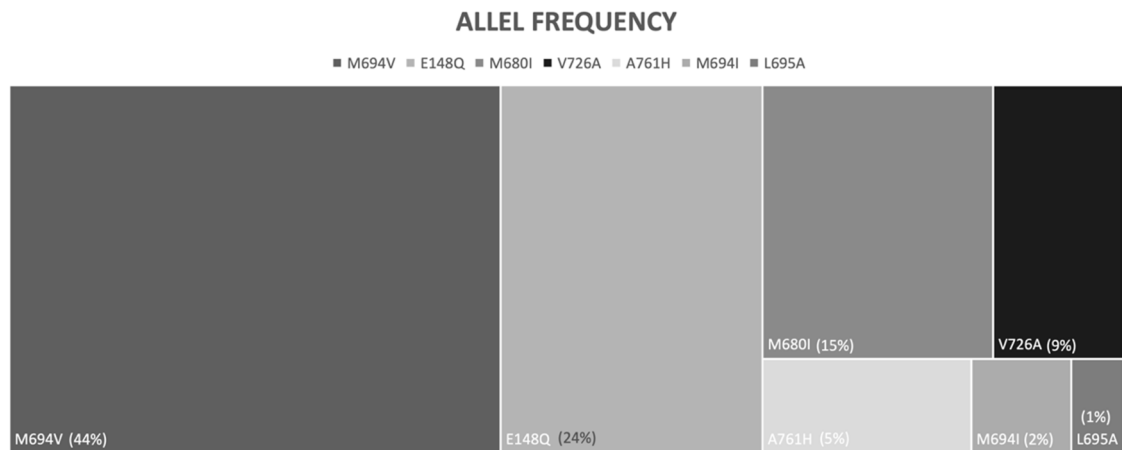 ALLEL FREQUENCY
M694V E148Q M680I V726A A761H M694I L695A
M680I (15%) V726A (9%)
(1%)
M694V (44%) E148Q (24%) A761H (5%) M694I (2%) L695A